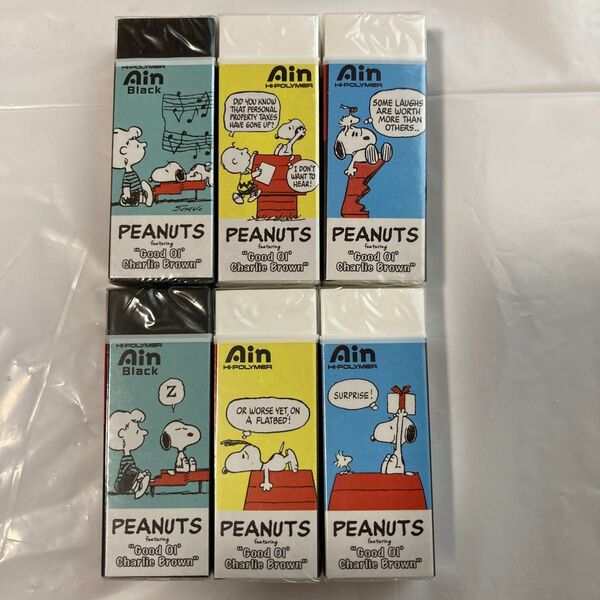 HI-POLYMER
Ain
Black
SCHULZ
PEANUTS
featuring
"Good Ol'
Charlie Brown"
Ain
HI-POLYMER
DID YOU KNOW
THAT PERSONAL
PROPERTY TAXES
HAVE GONE UP?
I DON'T
WANT TO
HEAR!
PEANUTS
featuring
"Good Ol'
Charlie Brown"
Ain
HI-POLYMER
SOME LAUGHS
ARE WORTH
MORE THAN
OTHERS..
PEANUTS
featuring
"Good Ol'
Charlie Brown"
HI-POLYMER
Ain
Black
Z
PEANUTS
featuring
"Good Ol'
Charlie Brown"
Ain
HI-POLYMER
OR WORSE YET, ON
A FLATBED!
PEANUTS
featuring
"Good Ol'
Charlie Brown"
Ain
HI-POLYMER
SURPRISE!
PEANUTS
featuring
"Good Ol'
Charlie Brown"